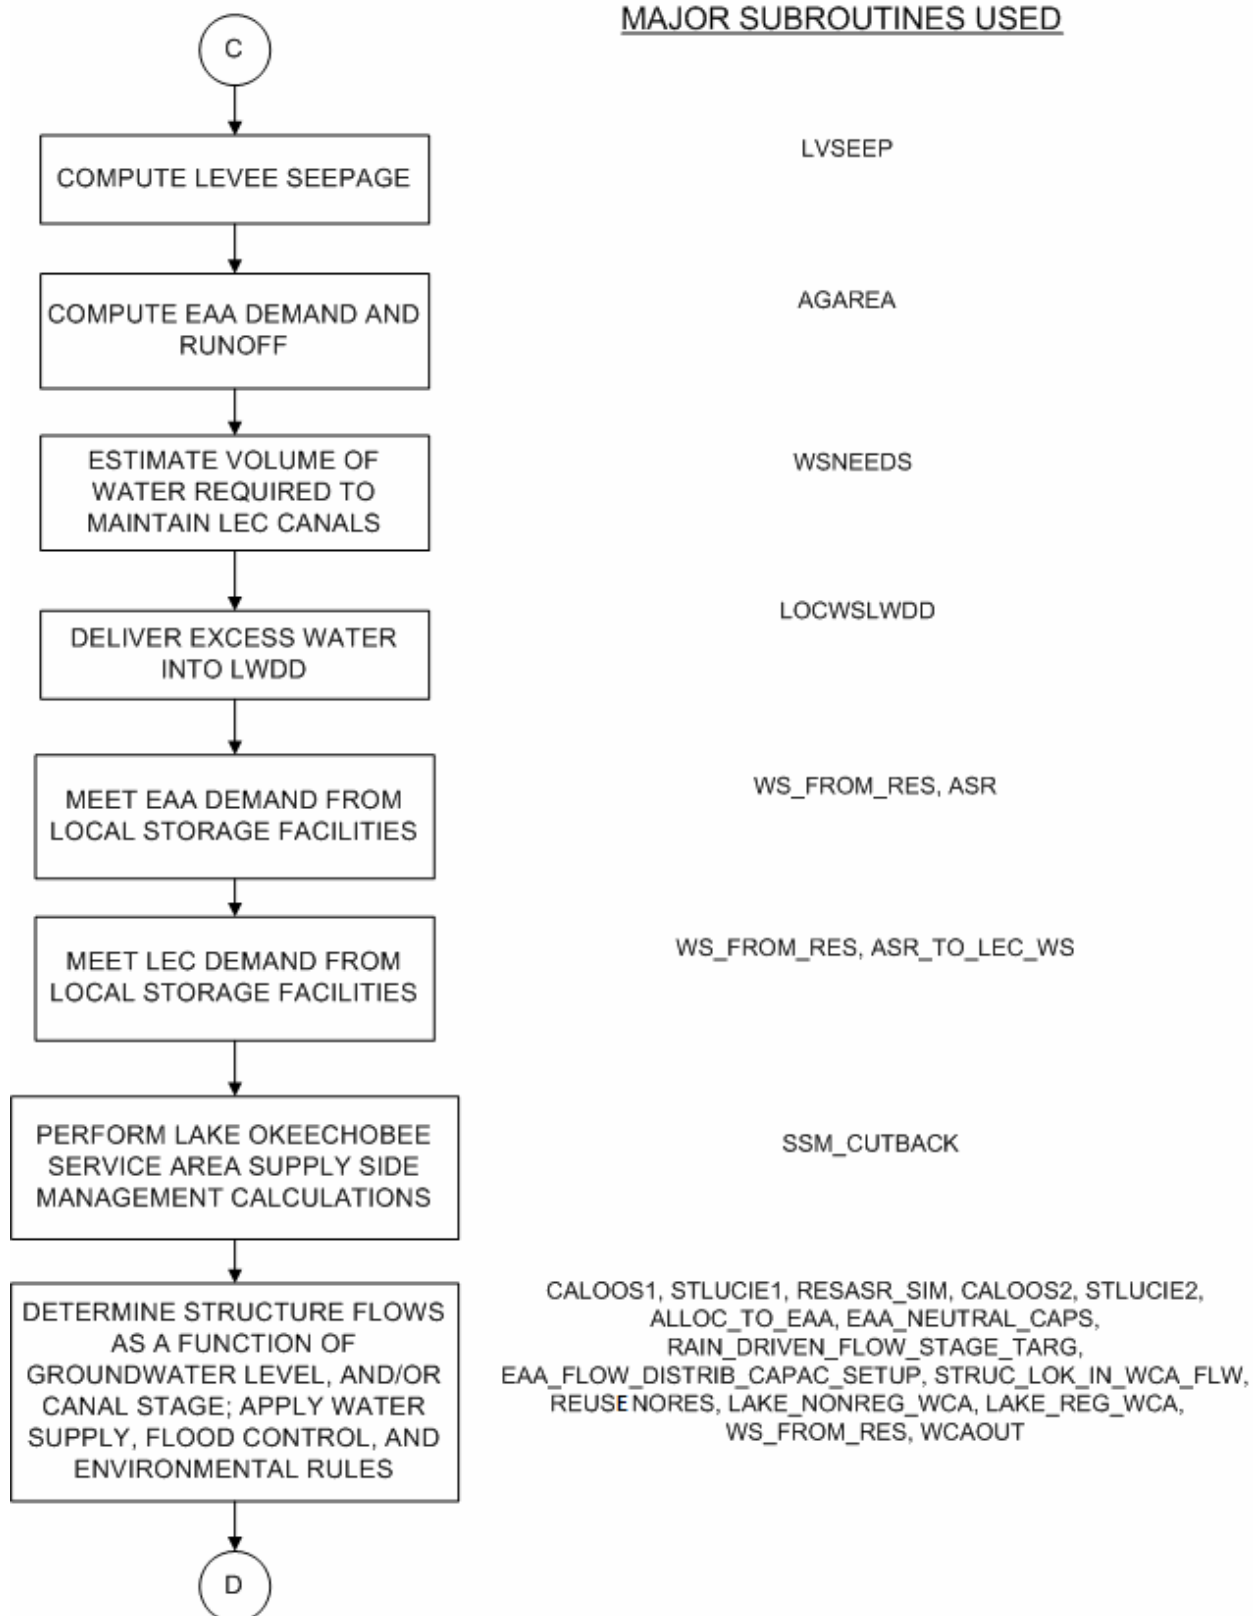 MAJOR SUBROUTINES USED
C
COMPUTE LEVEE SEEPAGE
LVSEEP
COMPUTE EAA DEMAND AND
RUNOFF
AGAREA
ESTIMATE VOLUME OF
WATER REQUIRED TO
MAINTAIN LEC CANALS
WSNEEDS
DELIVER EXCESS WATER
INTO LWDD
LOCWSLWDD
MEET EAA DEMAND FROM
LOCAL STORAGE FACILITIES
WS_FROM_RES, ASR
MEET LEC DEMAND FROM
LOCAL STORAGE FACILITIES
WS_FROM_RES, ASR_TO_LEC_WS
PERFORM LAKE OKEECHOBEE
SERVICE AREA SUPPLY SIDE
MANAGEMENT CALCULATIONS
SSM_CUTBACK
DETERMINE STRUCTURE FLOWS
AS A FUNCTION OF
GROUNDWATER LEVEL, AND/OR
CANAL STAGE; APPLY WATER
SUPPLY, FLOOD CONTROL, AND
ENVIRONMENTAL RULES
CALOOS1, STLUCIE1, RESASR_SIM, CALOOS2, STLUCIE2,
ALLOC_TO_EAA, EAA_NEUTRAL_CAPS,
RAIN_DRIVEN_FLOW_STAGE_TARG,
EAA_FLOW_DISTRIB_CAPAC_SETUP, STRUC_LOK_IN_WCA_FLW,
REUSENORES, LAKE_NONREG_WCA, LAKE_REG_WCA,
WS_FROM_RES, WCAOUT
D